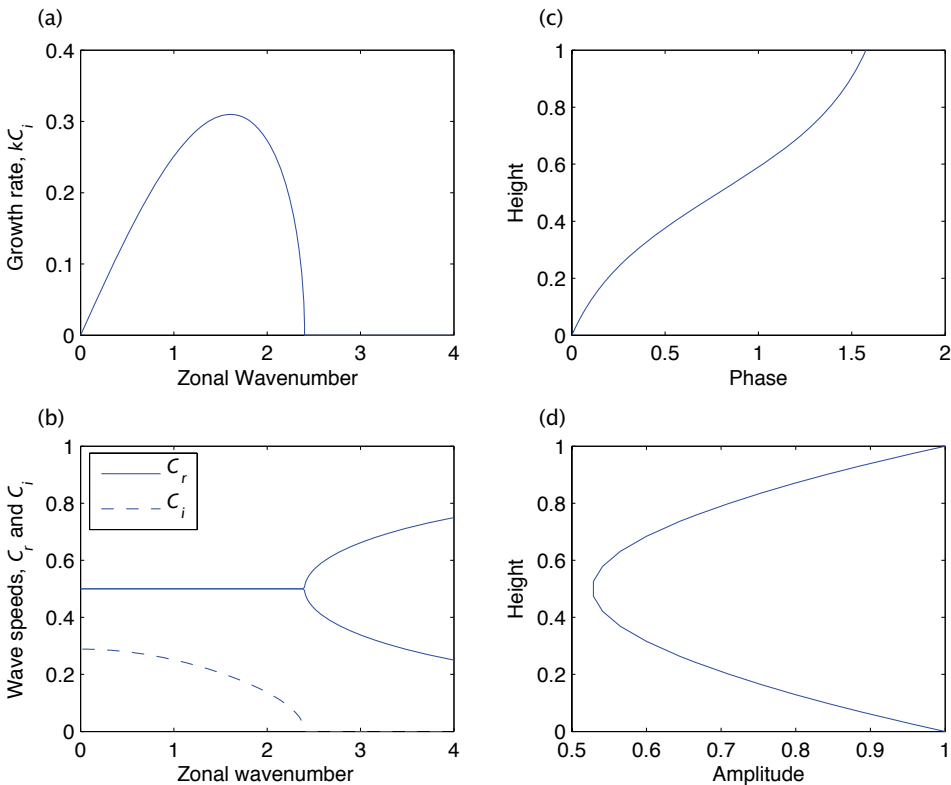 (a)
0.4
0.3
0.2
0.1
0
Growth rate, kC_i
0 1 2 3 4
Zonal Wavenumber
(c)
1
0.8
0.6
0.4
0.2
0
Height
0 0.5 1 1.5 2
Phase
(b)
1
0.8
0.6
0.4
0.2
0
Wave speeds, C_r and C_i
C_r
C_i
0 1 2 3 4
Zonal wavenumber
(d)
1
0.8
0.6
0.4
0.2
0
Height
0.5 0.6 0.7 0.8 0.9 1
Amplitude